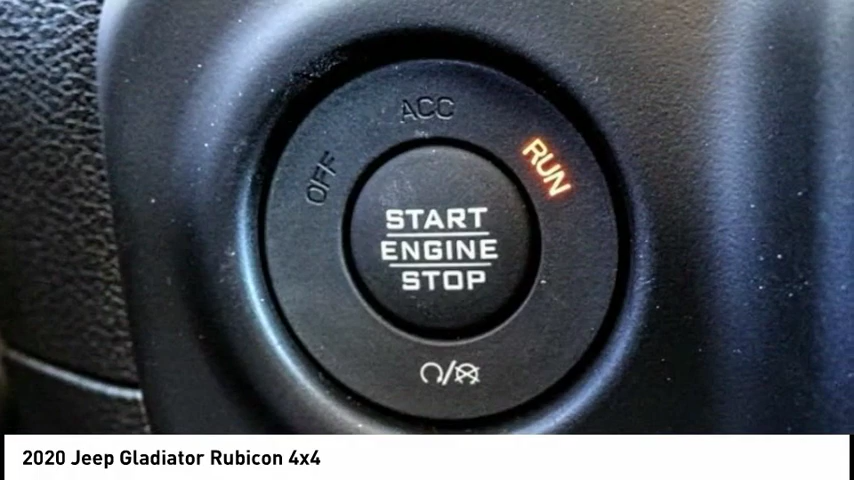 ACC
OFF
RUN
START
ENGINE
STOP
2020 Jeep Gladiator Rubicon 4x4